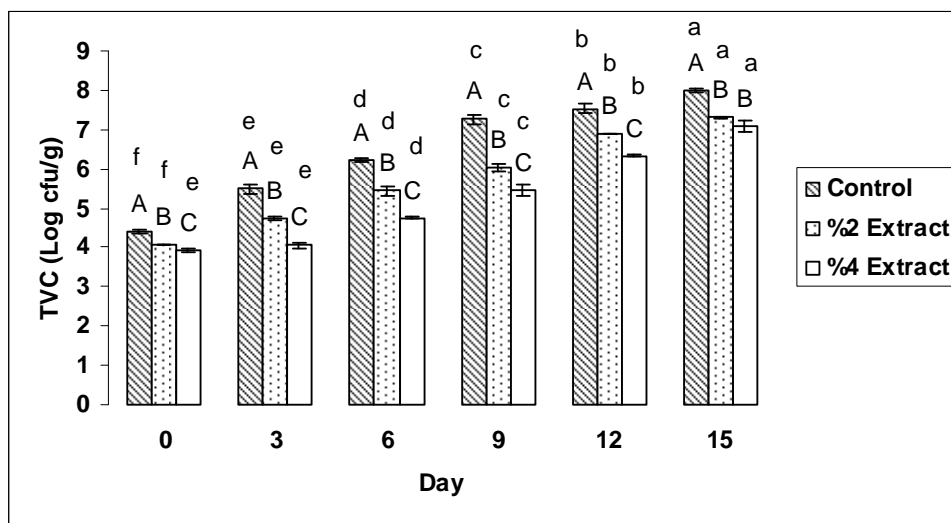 TVC (Log cfu/g)
9
8
7
6
5
4
3
2
1
0
f f e
A B C
e e e
A B C
d d d
A B C
c c c
A B C
b b b
A B C
a a a
A B B
0 3 6 9 12 15
Day
Control
%2 Extract
%4 Extract